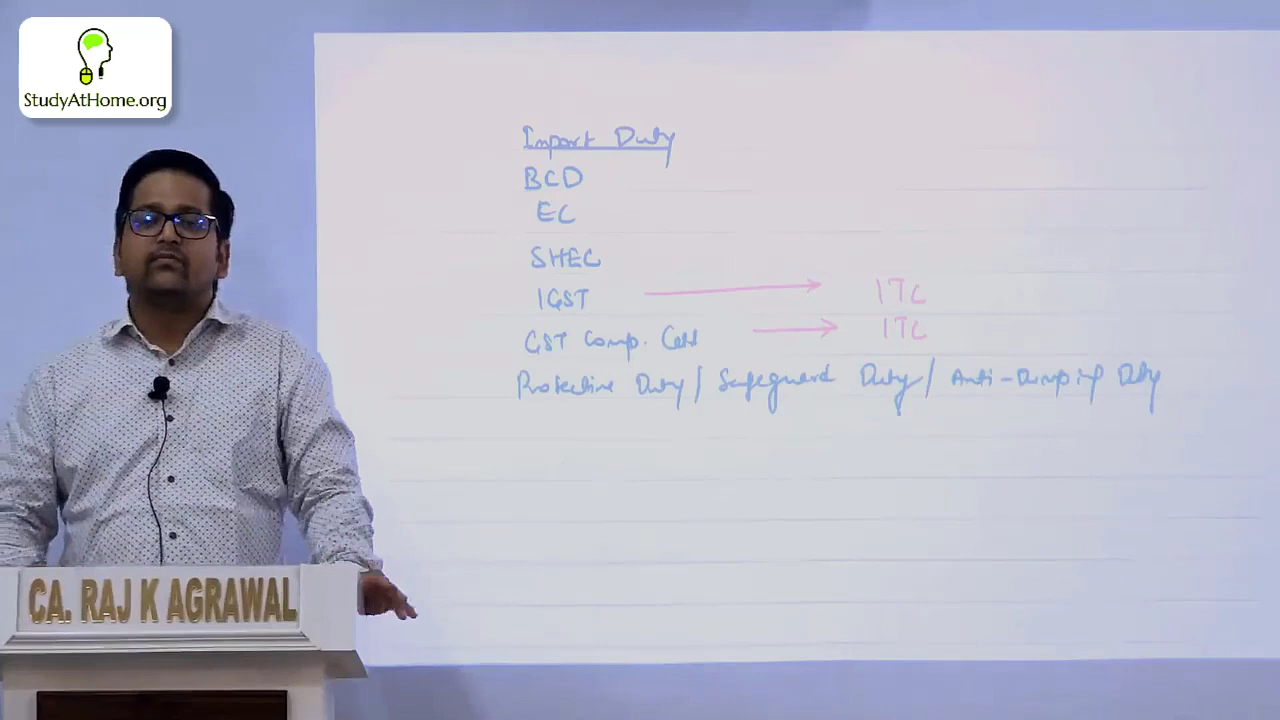 StudyAtHome.org
Import Duty
BCD
EC
SHEC
IGST → ITC
GST Comp. Cess → ITC
Protective Duty / Safeguard Duty / Anti-Dumping Duty
CA. RAJ K AGRAWAL